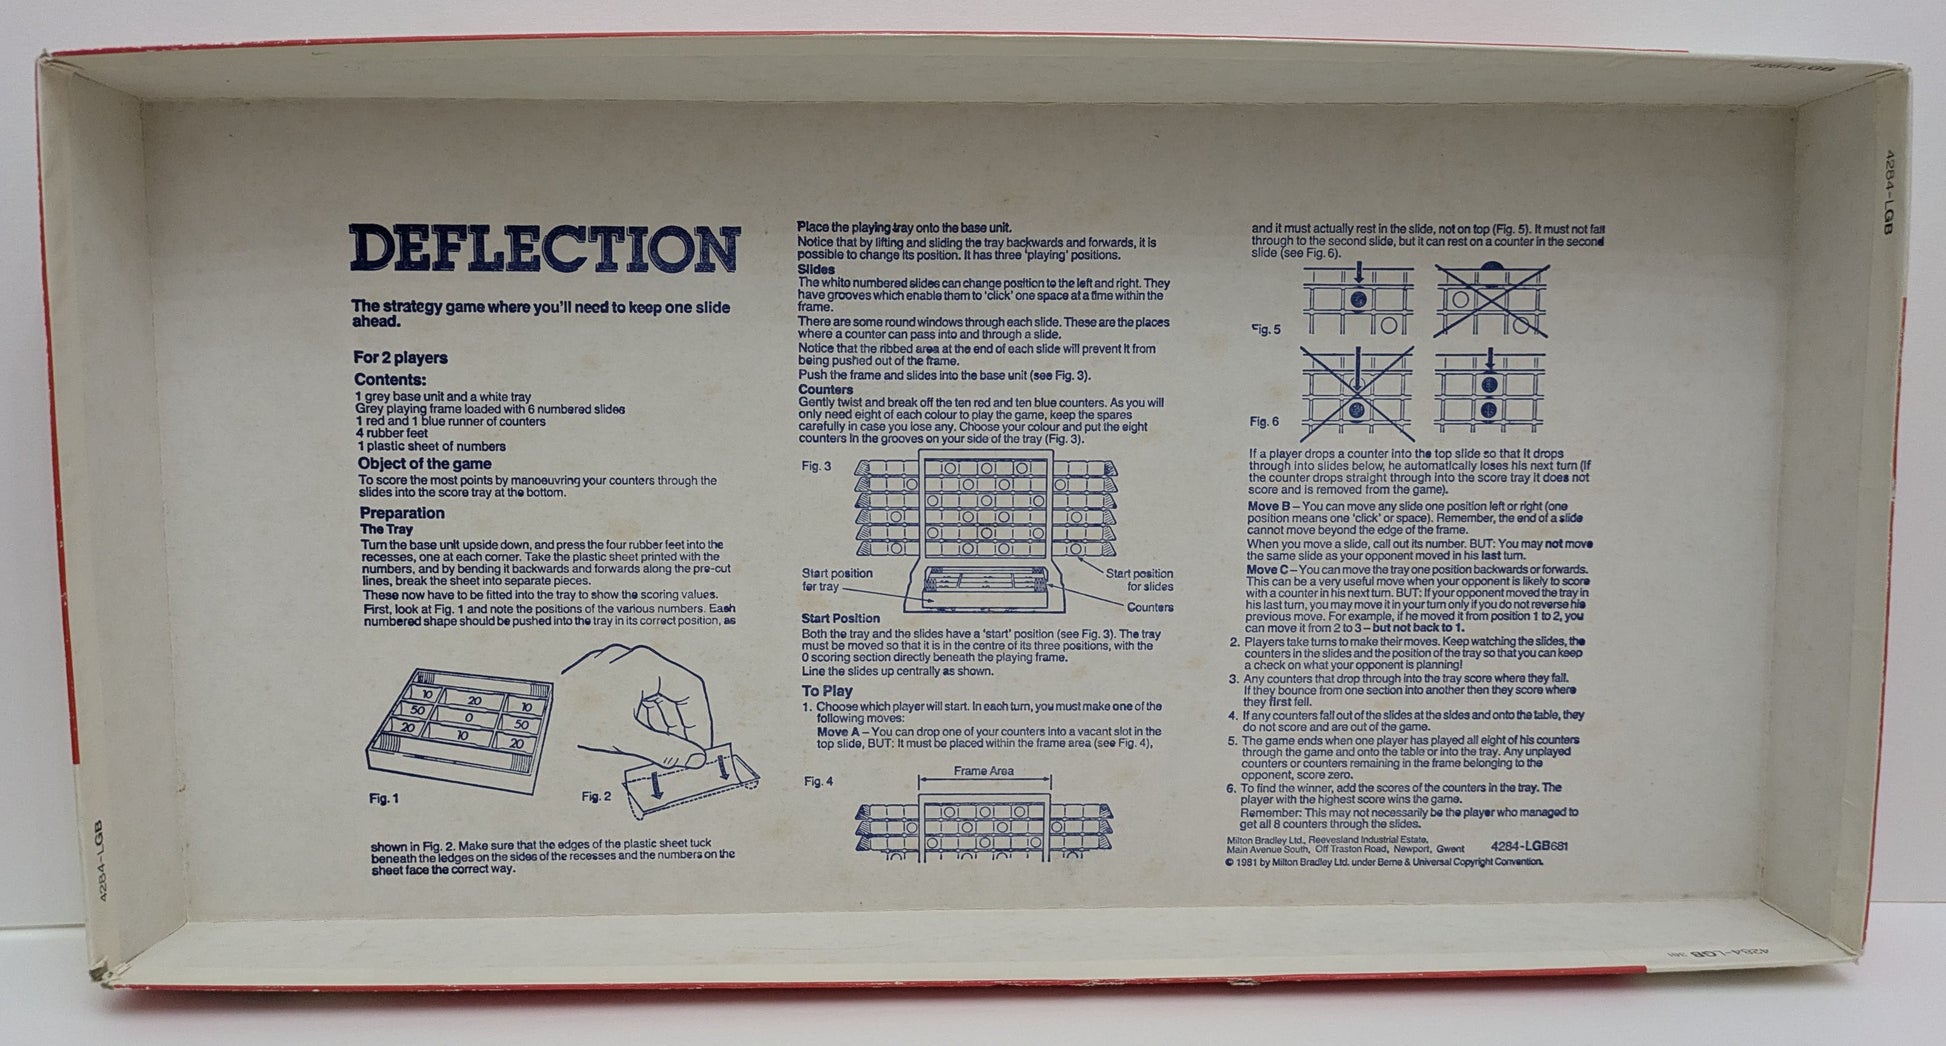 4284-LGB
4284-LGB
DEFLECTION
The strategy game where you'll need to keep one slide
ahead.
For 2 players
Contents:
1 grey base unit and a white tray
Grey playing frame loaded with 6 numbered slides
1 red and 1 blue runner of counters
4 rubber feet
1 plastic sheet of numbers
Object of the game
To score the most points by manoeuvring your counters through the
slides into the score tray at the bottom.
Preparation
The Tray
Turn the base unit upside down, and press the four rubber feet into the
recesses, one at each corner. Take the plastic sheet printed with the
numbers, and by bending it backwards and forwards along the pre-cut
lines, break the sheet into separate pieces.
These now have to be fitted into the tray to show the scoring values.
First, look at Fig. 1 and note the positions of the various numbers. Each
numbered shape should be pushed into the tray in its correct position, as
10 20 10
50 0 50
20 10 20
Fig. 1
Fig. 2
shown in Fig. 2. Make sure that the edges of the plastic sheet tuck
beneath the ledges on the sides of the recesses and the numbers on the
sheet face the correct way.
Place the playing tray onto the base unit.
Notice that by lifting and sliding the tray backwards and forwards, it is
possible to change its position. It has three 'playing' positions.
Slides
The white numbered slides can change position to the left and right. They
have grooves which enable them to 'click' one space at a time within the
frame.
There are some round windows through each slide. These are the places
where a counter can pass into and through a slide.
Notice that the ribbed area at the end of each slide will prevent it from
being pushed out of the frame.
Push the frame and slides into the base unit (see Fig. 3).
Counters
Gently twist and break off the ten red and ten blue counters. As you will
only need eight of each colour to play the game, keep the spares
carefully in case you lose any. Choose your colour and put the eight
counters in the grooves on your side of the tray (Fig. 3).
Fig. 3
Start position
for tray
Start position
for slides
Counters
Start Position
Both the tray and the slides have a 'start' position (see Fig. 3). The tray
must be moved so that it is in the centre of its three positions, with the
0 scoring section directly beneath the playing frame.
Line the slides up centrally as shown.
To Play
1. Choose which player will start. In each turn, you must make one of the
following moves:
Move A – You can drop one of your counters into a vacant slot in the
top slide, BUT: It must be placed within the frame area (see Fig. 4),
Fig. 4
Frame Area
and it must actually rest in the slide, not on top (Fig. 5). It must not fall
through to the second slide, but it can rest on a counter in the second
slide (see Fig. 6).
Fig. 5
Fig. 6
If a player drops a counter into the top slide so that it drops
through into slides below, he automatically loses his next turn (If
the counter drops straight through into the score tray it does not
score and is removed from the game).
Move B – You can move any slide one position left or right (one
position means one 'click' or space). Remember, the end of a slide
cannot move beyond the edge of the frame.
When you move a slide, call out its number. BUT: You may not move
the same slide as your opponent moved in his last turn.
Move C – You can move the tray one position backwards or forwards.
This can be a very useful move when your opponent is likely to score
with a counter in his next turn. BUT: If your opponent moved the tray in
his last turn, you may move it in your turn only if you do not reverse his
previous move. For example, if he moved it from position 1 to 2, you
can move it from 2 to 3 – but not back to 1.
2. Players take turns to make their moves. Keep watching the slides, the
counters in the slides and the position of the tray so that you can keep
a check on what your opponent is planning!
3. Any counters that drop through into the tray score where they fall.
If they bounce from one section into another then they score where
they first fell.
4. If any counters fall out of the slides at the sides and onto the table, they
do not score and are out of the game.
5. The game ends when one player has played all eight of his counters
through the game and onto the table or into the tray. Any unplayed
counters or counters remaining in the frame belonging to the
opponent, score zero.
6. To find the winner, add the scores of the counters in the tray. The
player with the highest score wins the game.
Remember: This may not necessarily be the player who managed to
get all 8 counters through the slides.
Milton Bradley Ltd., Reevesland Industrial Estate,
Main Avenue South, Off Traston Road, Newport, Gwent 4284-LGB681
© 1981 by Milton Bradley Ltd. under Berne & Universal Copyright Convention.
4284-LGB
4284-LGB